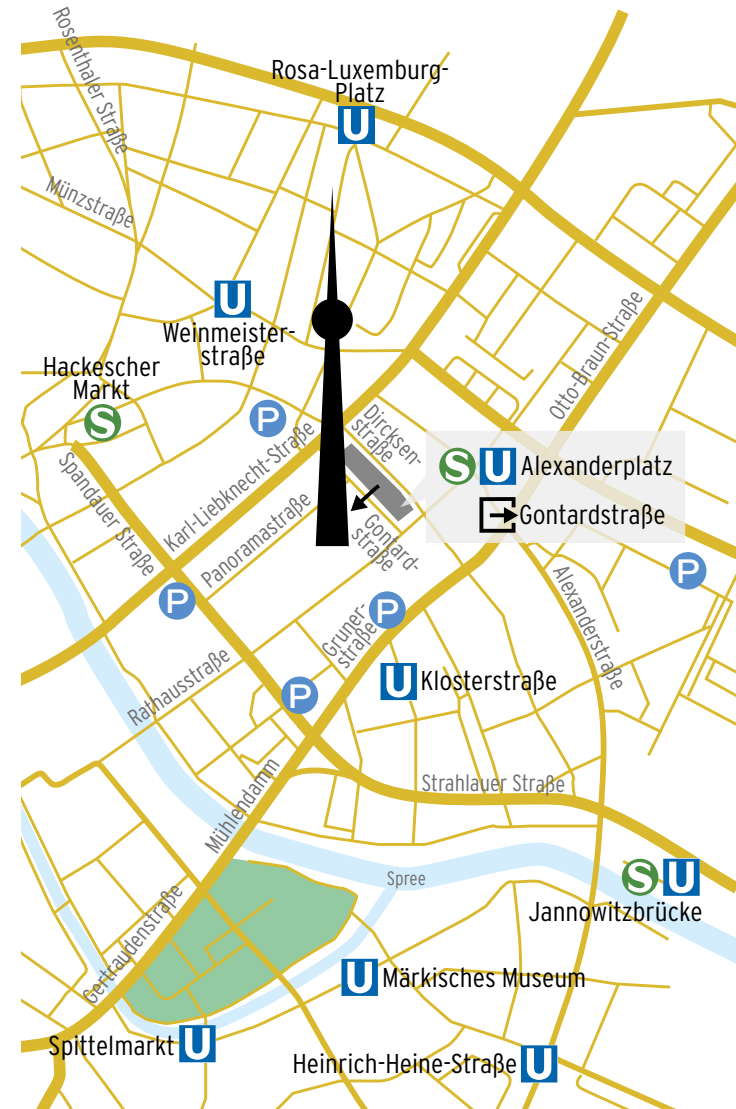 Rosenthaler Straße
Rosa-Luxemburg-
Platz
U
Münzstraße
U
Weinmeister-
straße
Hackescher
Markt
S
P
Otto-Braun-Straße
Dircksen-
straße
Karl-Liebknecht-Straße
Spandauer Straße
S U Alexanderplatz
Gontardstraße
Panoramastraße
Gontard-
straße
P
P
Alexanderstraße
P
Gruner-
straße
Rathausstraße
P
U Klosterstraße
Mühlendamm
Strahlauer Straße
Spree
S U
Jannowitzbrücke
Gertraudenstraße
U Märkisches Museum
Spittelmarkt U
Heinrich-Heine-Straße U